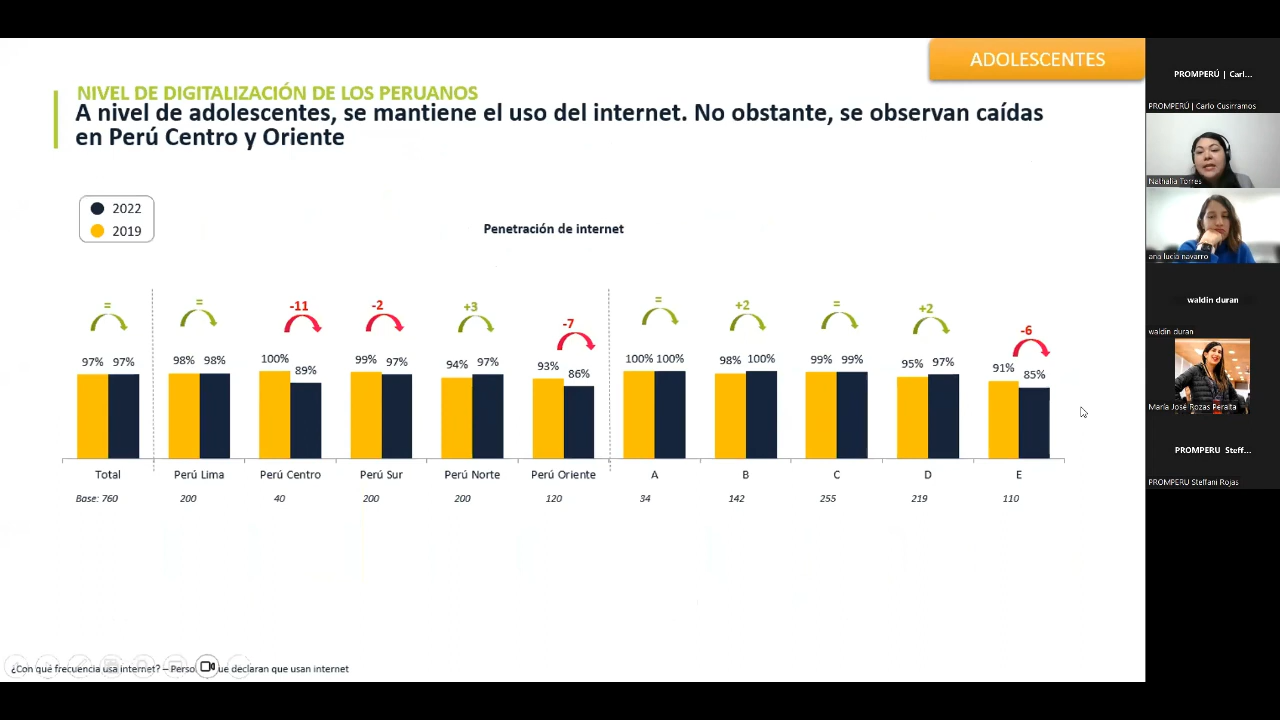 ADOLESCENTES
NIVEL DE DIGITALIZACIÓN DE LOS PERUANOS
A nivel de adolescentes, se mantiene el uso del internet. No obstante, se observan caídas
en Perú Centro y Oriente
2022
2019
Penetración de internet
= = -11 -2 +3 -7 = +2 = +2 -6
97% 97% 98% 98% 100% 89% 99% 97% 94% 97% 93% 86% 100% 100% 98% 100% 99% 99% 95% 97% 91% 85%
Total Perú Lima Perú Centro Perú Sur Perú Norte Perú Oriente A B C D E
Base: 760 200 40 200 200 120 34 142 255 219 110
¿Con qué frecuencia usa internet? – Perso ue declaran que usan internet
PROMPERÚ | Carl...
PROMPERÚ | Carlo Cusirramos
Nathalia Torres
ana lucia navarro
waldin duran
waldin duran
María José Rozas Peralta
PROMPERU Steff...
PROMPERU Steffani Rojas